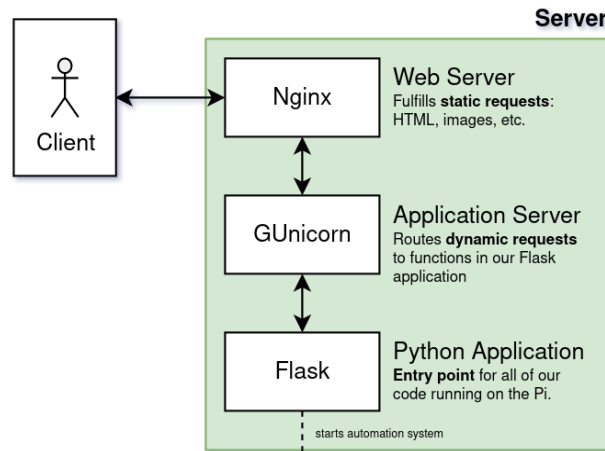 Server
Client
Nginx
Web Server
Fulfills static requests:
HTML, images, etc.
GUnicorn
Application Server
Routes dynamic requests
to functions in our Flask
application
Flask
Python Application
Entry point for all of our
code running on the Pi.
starts automation system